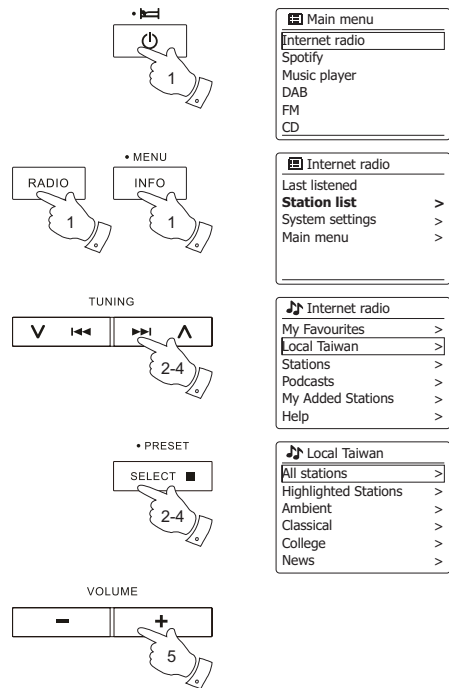 1
Main menu
Internet radio
Spotify
Music player
DAB
FM
CD
• MENU
RADIO
INFO
1
1
Internet radio
Last listened
Station list >
System settings >
Main menu >
TUNING
2-4
Internet radio
My Favourites >
Local Taiwan >
Stations >
Podcasts >
My Added Stations >
Help >
• PRESET
SELECT ■
2-4
Local Taiwan
All stations >
Highlighted Stations >
Ambient >
Classical >
College >
News >
VOLUME
– +
5